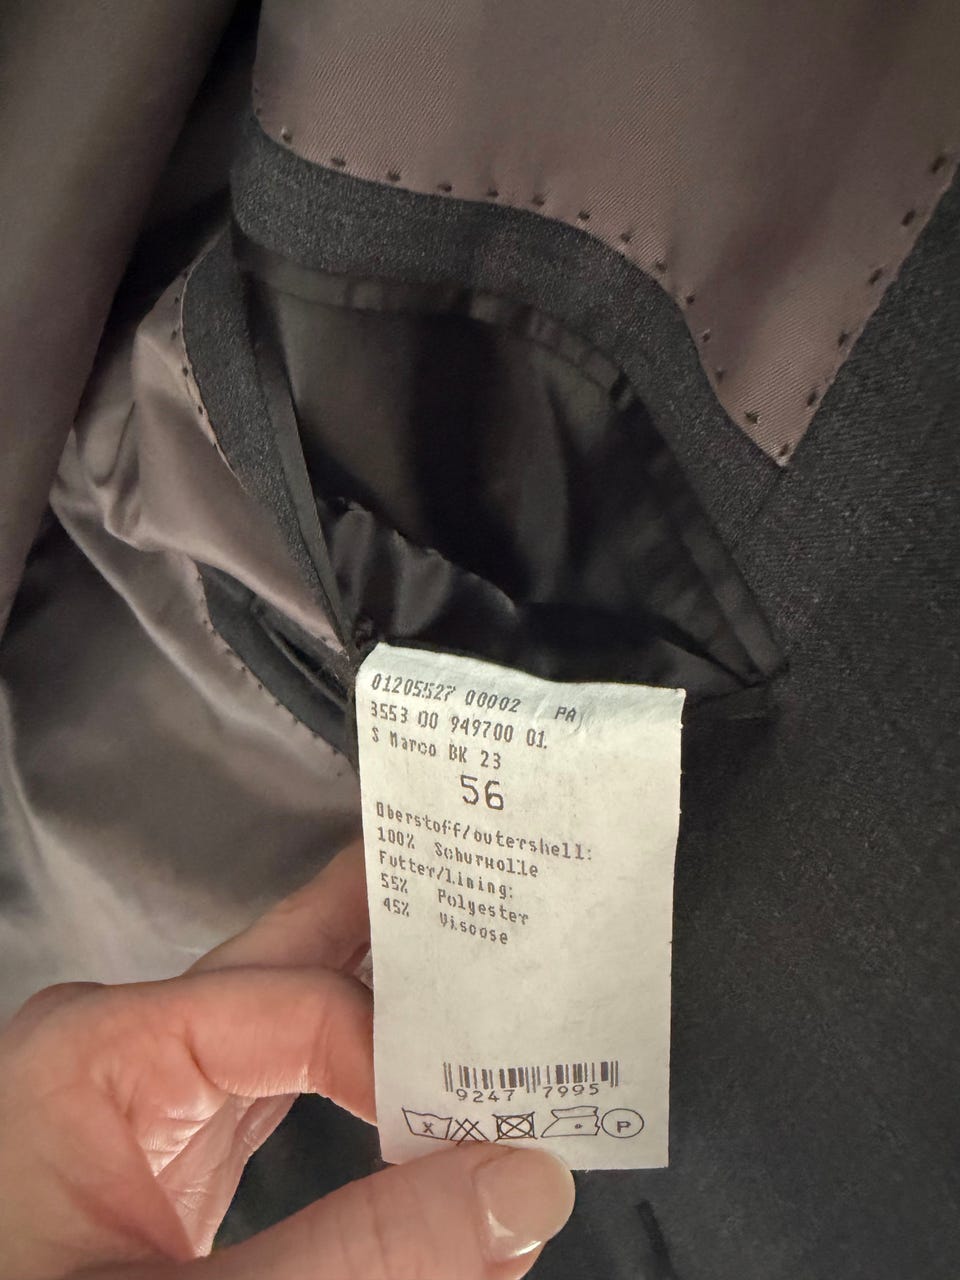 01205527 00002 PA
3553 00 949700 01.
S Marco BK 23
56
Oberstoff/outershell:
100% Schurwolle
Futter/lining:
55% Polyester
45% Viscose
9247 7995
P